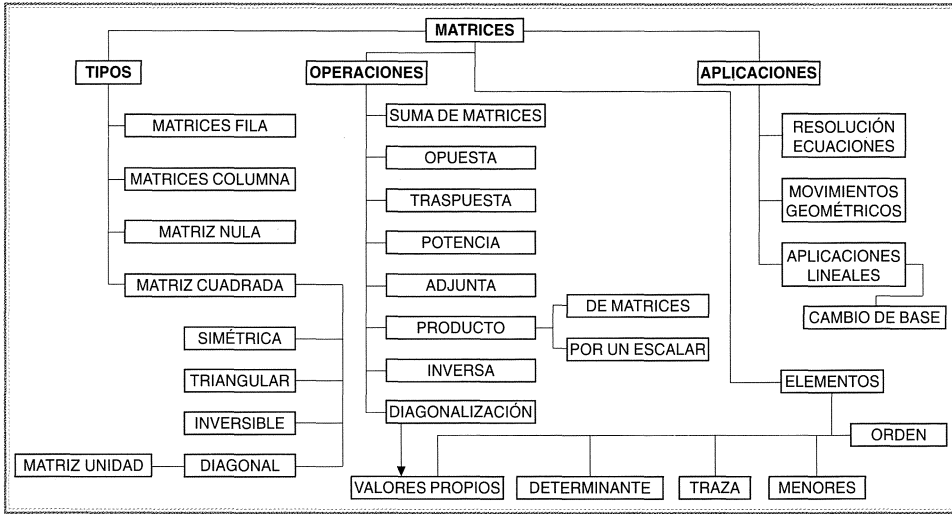 MATRICES
TIPOS
OPERACIONES
APLICACIONES
MATRICES FILA
MATRICES COLUMNA
MATRIZ NULA
MATRIZ CUADRADA
SIMÉTRICA
TRIANGULAR
INVERSIBLE
DIAGONAL
MATRIZ UNIDAD
SUMA DE MATRICES
OPUESTA
TRASPUESTA
POTENCIA
ADJUNTA
PRODUCTO
DE MATRICES
POR UN ESCALAR
INVERSA
DIAGONALIZACIÓN
RESOLUCIÓN
ECUACIONES
MOVIMIENTOS
GEOMÉTRICOS
APLICACIONES
LINEALES
CAMBIO DE BASE
ELEMENTOS
ORDEN
VALORES PROPIOS
DETERMINANTE
TRAZA
MENORES